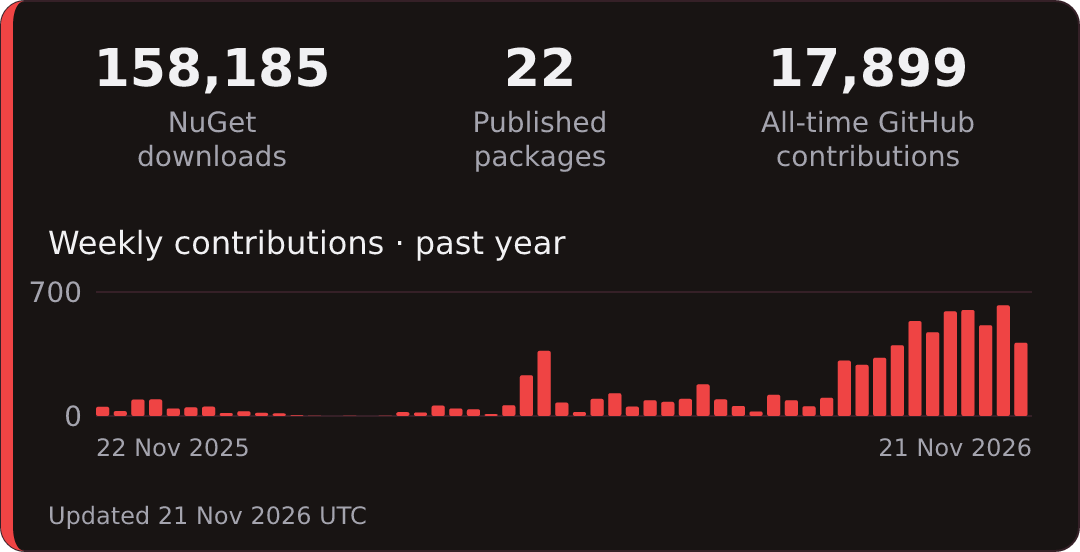 158,185
22
17,899
NuGet
downloads
Published
packages
All-time GitHub
contributions
Weekly contributions · past year
700
0
22 Nov 2025
21 Nov 2026
Updated 21 Nov 2026 UTC